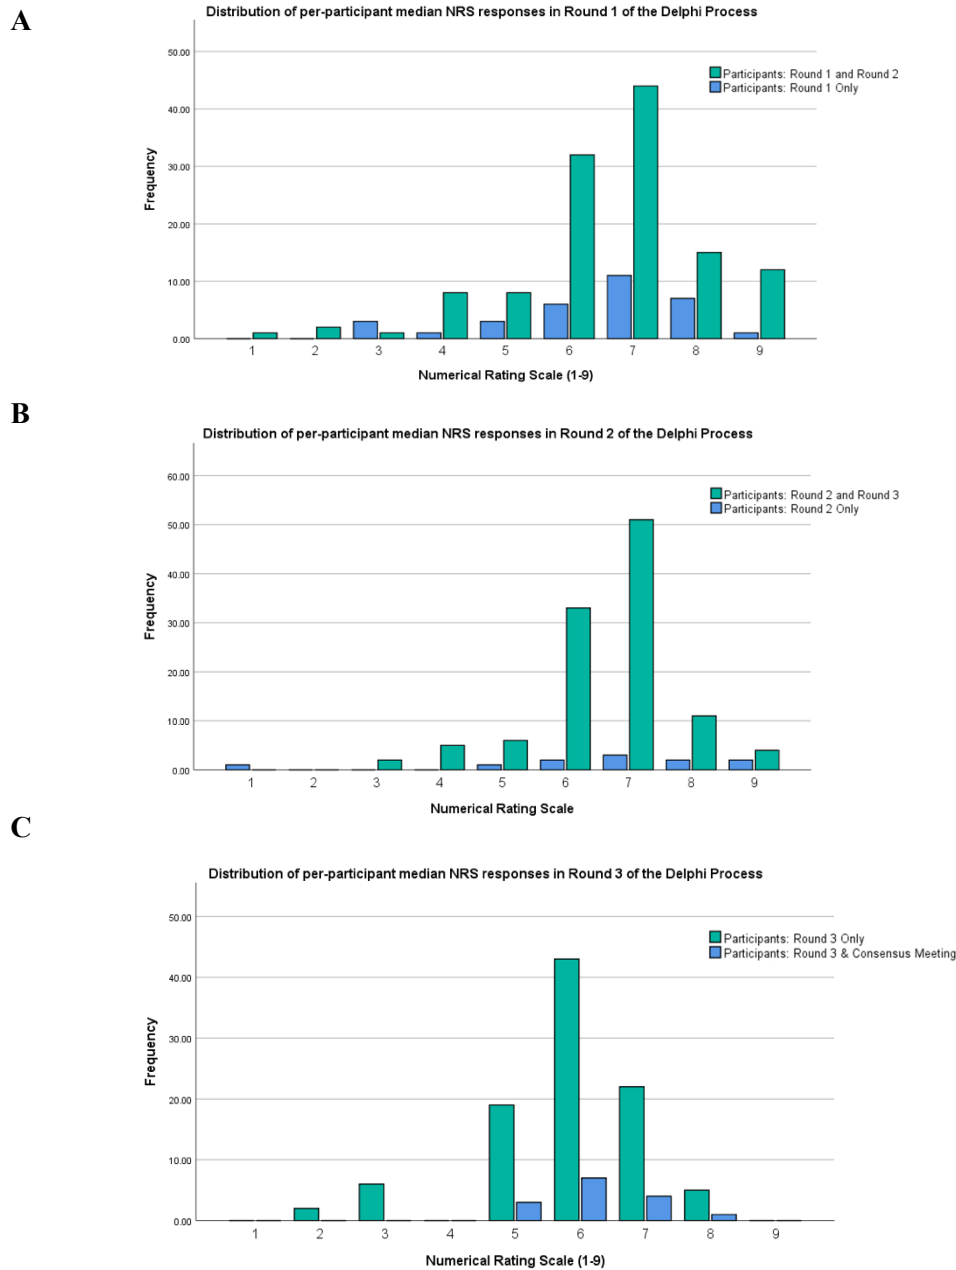 A
Distribution of per-participant median NRS responses in Round 1 of the Delphi Process
50.00
40.00
30.00
20.00
10.00
0.00
Frequency
Participants: Round 1 and Round 2
Participants: Round 1 Only
1 2 3 4 5 6 7 8 9
Numerical Rating Scale (1-9)
B
Distribution of per-participant median NRS responses in Round 2 of the Delphi Process
60.00
50.00
40.00
30.00
20.00
10.00
0.00
Frequency
Participants: Round 2 and Round 3
Participants: Round 2 Only
1 2 3 4 5 6 7 8 9
Numerical Rating Scale
C
Distribution of per-participant median NRS responses in Round 3 of the Delphi Process
50.00
40.00
30.00
20.00
10.00
0.00
Frequency
Participants: Round 3 Only
Participants: Round 3 & Consensus Meeting
1 2 3 4 5 6 7 8 9
Numerical Rating Scale (1-9)